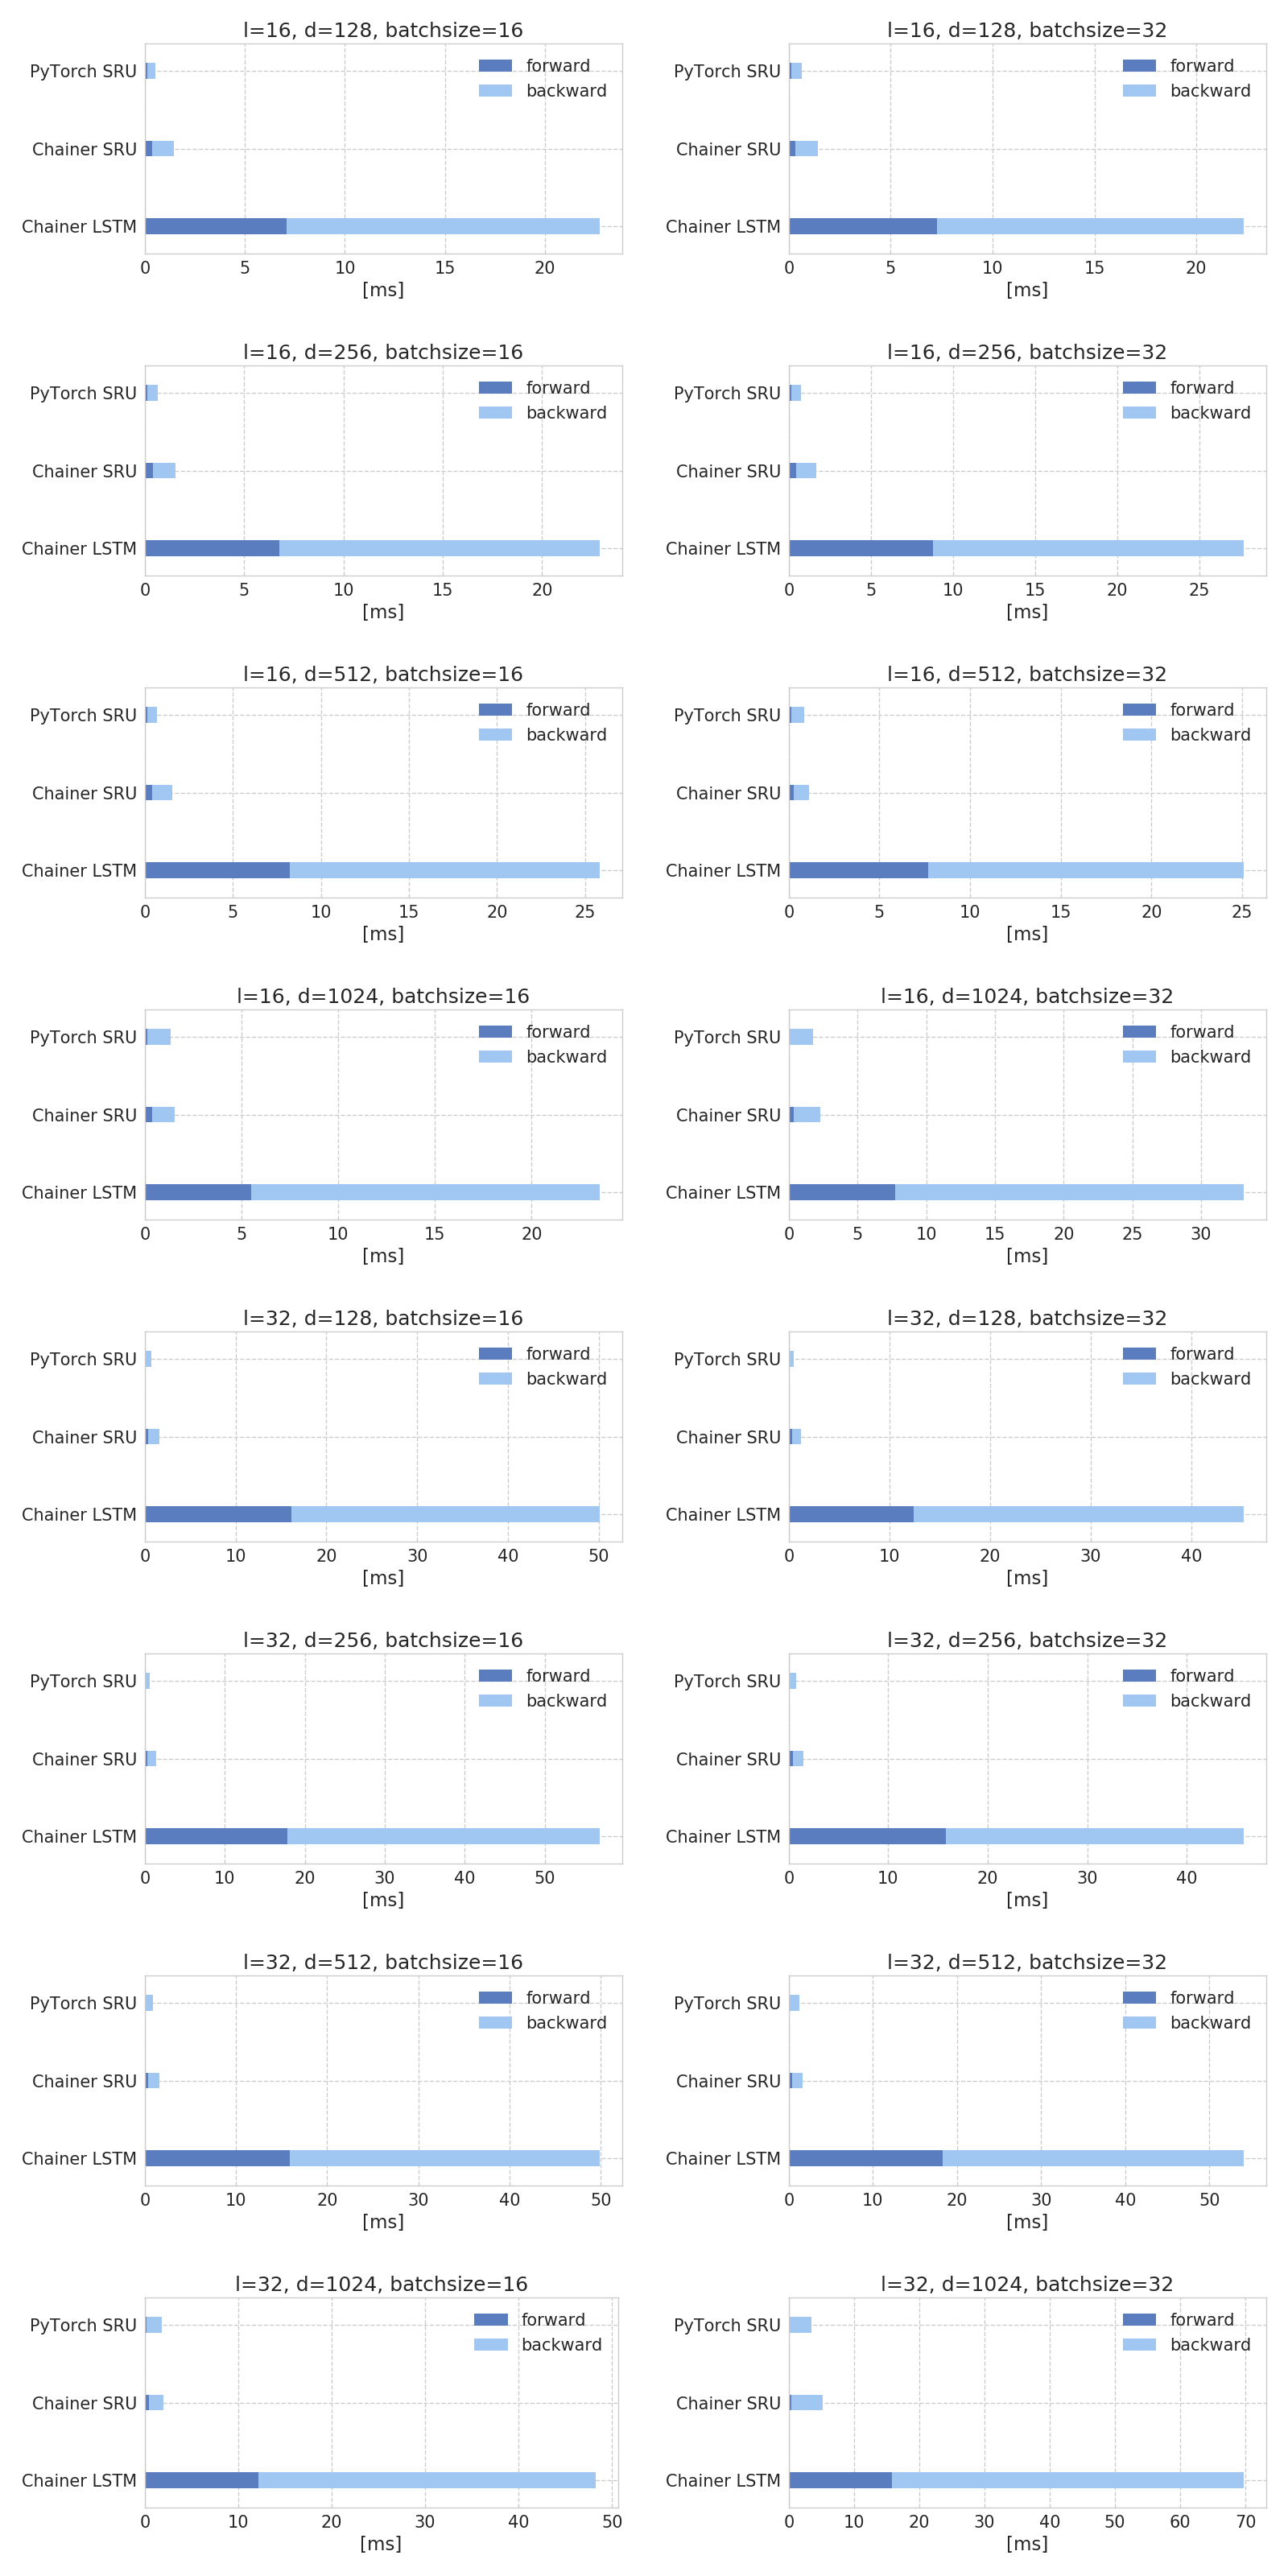 l=16, d=128, batchsize=16
PyTorch SRU
Chainer SRU
Chainer LSTM
forward
backward
0 5 10 15 20
[ms]
l=16, d=128, batchsize=32
PyTorch SRU
Chainer SRU
Chainer LSTM
forward
backward
0 5 10 15 20
[ms]
l=16, d=256, batchsize=16
PyTorch SRU
Chainer SRU
Chainer LSTM
forward
backward
0 5 10 15 20
[ms]
l=16, d=256, batchsize=32
PyTorch SRU
Chainer SRU
Chainer LSTM
forward
backward
0 5 10 15 20 25
[ms]
l=16, d=512, batchsize=16
PyTorch SRU
Chainer SRU
Chainer LSTM
forward
backward
0 5 10 15 20 25
[ms]
l=16, d=512, batchsize=32
PyTorch SRU
Chainer SRU
Chainer LSTM
forward
backward
0 5 10 15 20 25
[ms]
l=16, d=1024, batchsize=16
PyTorch SRU
Chainer SRU
Chainer LSTM
forward
backward
0 5 10 15 20
[ms]
l=16, d=1024, batchsize=32
PyTorch SRU
Chainer SRU
Chainer LSTM
forward
backward
0 5 10 15 20 25 30
[ms]
l=32, d=128, batchsize=16
PyTorch SRU
Chainer SRU
Chainer LSTM
forward
backward
0 10 20 30 40 50
[ms]
l=32, d=128, batchsize=32
PyTorch SRU
Chainer SRU
Chainer LSTM
forward
backward
0 10 20 30 40
[ms]
l=32, d=256, batchsize=16
PyTorch SRU
Chainer SRU
Chainer LSTM
forward
backward
0 10 20 30 40 50
[ms]
l=32, d=256, batchsize=32
PyTorch SRU
Chainer SRU
Chainer LSTM
forward
backward
0 10 20 30 40
[ms]
l=32, d=512, batchsize=16
PyTorch SRU
Chainer SRU
Chainer LSTM
forward
backward
0 10 20 30 40 50
[ms]
l=32, d=512, batchsize=32
PyTorch SRU
Chainer SRU
Chainer LSTM
forward
backward
0 10 20 30 40 50
[ms]
l=32, d=1024, batchsize=16
PyTorch SRU
Chainer SRU
Chainer LSTM
forward
backward
0 10 20 30 40 50
[ms]
l=32, d=1024, batchsize=32
PyTorch SRU
Chainer SRU
Chainer LSTM
forward
backward
0 10 20 30 40 50 60 70
[ms]